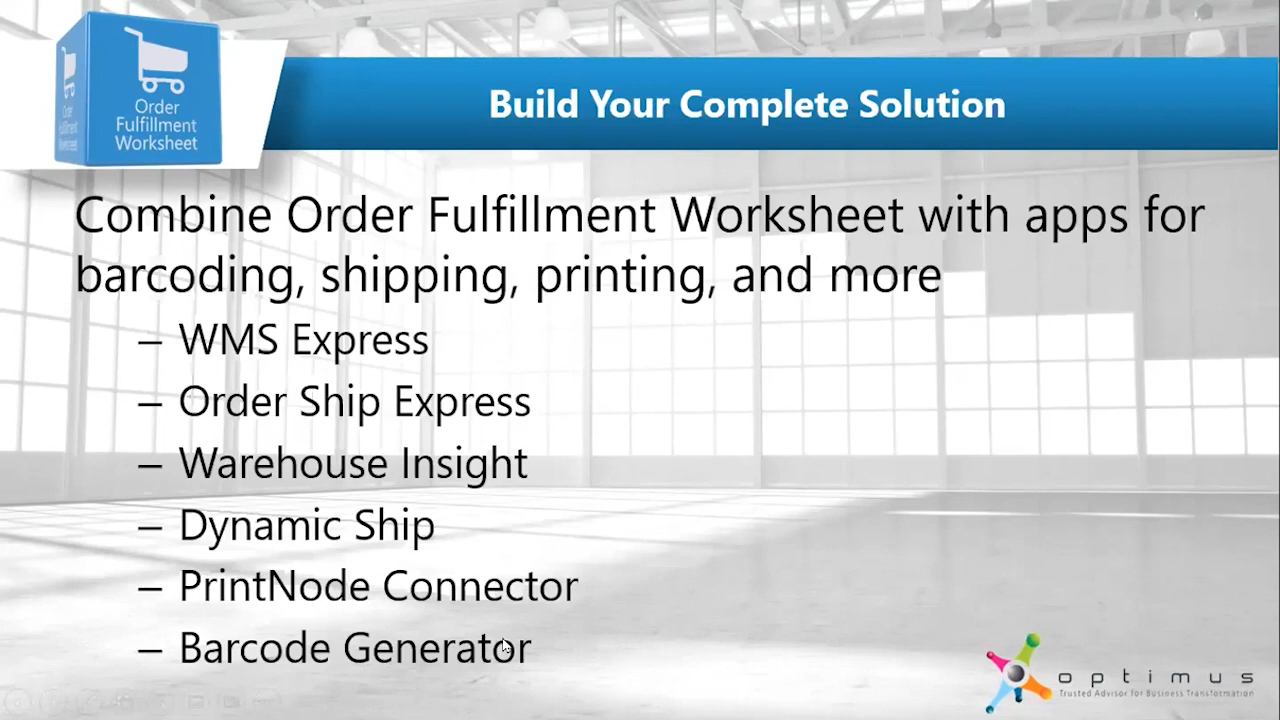 Order
Fulfillment
Worksheet
Build Your Complete Solution
Combine Order Fulfillment Worksheet with apps for
barcoding, shipping, printing, and more
– WMS Express
– Order Ship Express
– Warehouse Insight
– Dynamic Ship
– PrintNode Connector
– Barcode Generator
optimus
Trusted Advisor for Business Transformation